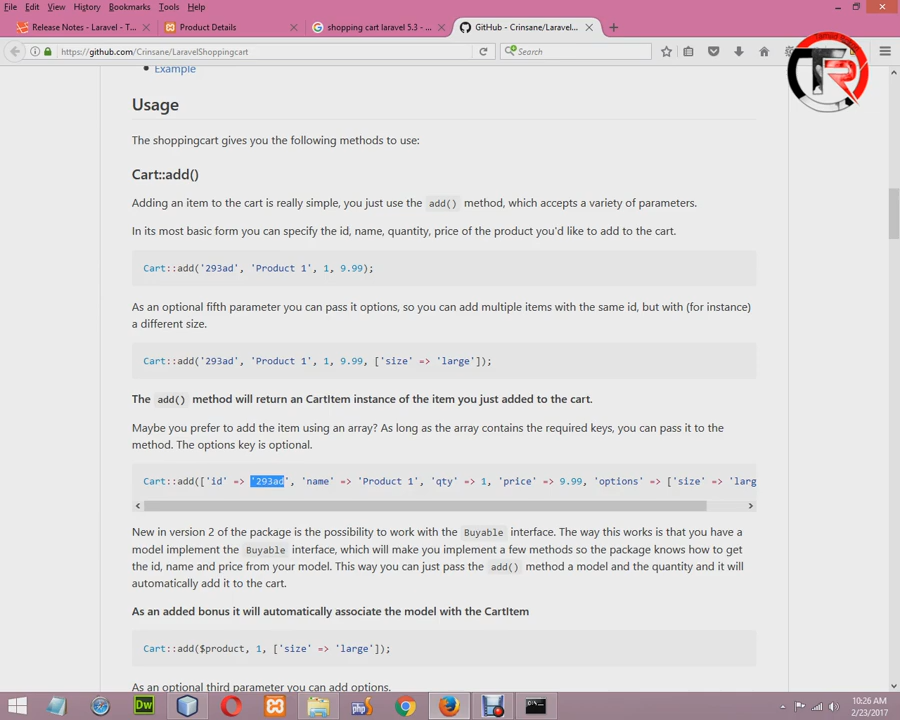 File Edit View History Bookmarks Tools Help
Release Notes - Laravel - T...
Product Details
shopping cart laravel 5.3 - ...
GitHub - Crinsane/Laravel...
https://github.com/Crinsane/LaravelShoppingcart
Search
Example
Usage
The shoppingcart gives you the following methods to use:
Cart::add()
Adding an item to the cart is really simple, you just use the add() method, which accepts a variety of parameters.
In its most basic form you can specify the id, name, quantity, price of the product you'd like to add to the cart.
Cart::add('293ad', 'Product 1', 1, 9.99);
As an optional fifth parameter you can pass it options, so you can add multiple items with the same id, but with (for instance)
a different size.
Cart::add('293ad', 'Product 1', 1, 9.99, ['size' => 'large']);
The add() method will return an CartItem instance of the item you just added to the cart.
Maybe you prefer to add the item using an array? As long as the array contains the required keys, you can pass it to the
method. The options key is optional.
Cart::add(['id' => '293ad', 'name' => 'Product 1', 'qty' => 1, 'price' => 9.99, 'options' => ['size' => 'larg
New in version 2 of the package is the possibility to work with the Buyable interface. The way this works is that you have a
model implement the Buyable interface, which will make you implement a few methods so the package knows how to get
the id, name and price from your model. This way you can just pass the add() method a model and the quantity and it will
automatically add it to the cart.
As an added bonus it will automatically associate the model with the CartItem
Cart::add($product, 1, ['size' => 'large']);
As an optional third parameter you can add options.
Dw
php
10:26 AM
2/23/2017